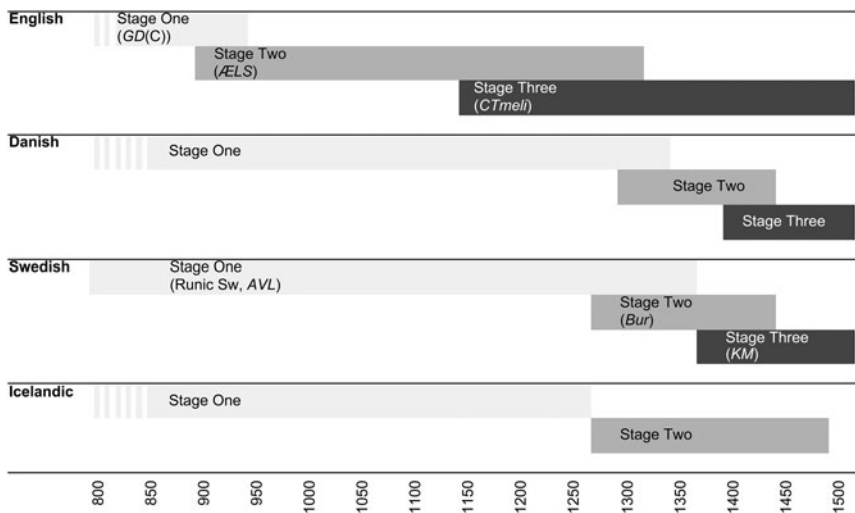 English
Stage One
(GD(C))
Stage Two
(ÆLS)
Stage Three
(CTmeli)
Danish
Stage One
Stage Two
Stage Three
Swedish
Stage One
(Runic Sw, AVL)
Stage Two
(Bur)
Stage Three
(KM)
Icelandic
Stage One
Stage Two
800
850
900
950
1000
1050
1100
1150
1200
1250
1300
1350
1400
1450
1500